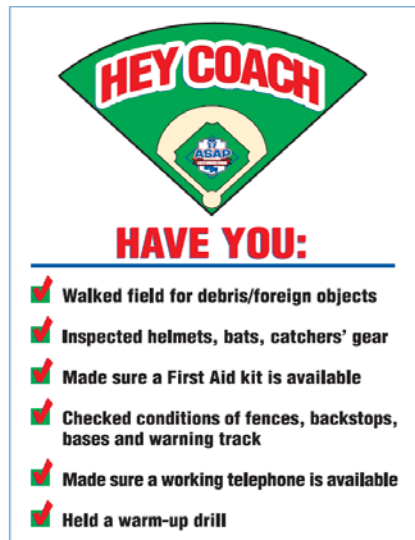 HEY COACH
ASAP
HAVE YOU:
Walked field for debris/foreign objects
Inspected helmets, bats, catchers' gear
Made sure a First Aid kit is available
Checked conditions of fences, backstops,
bases and warning track
Made sure a working telephone is available
Held a warm-up drill